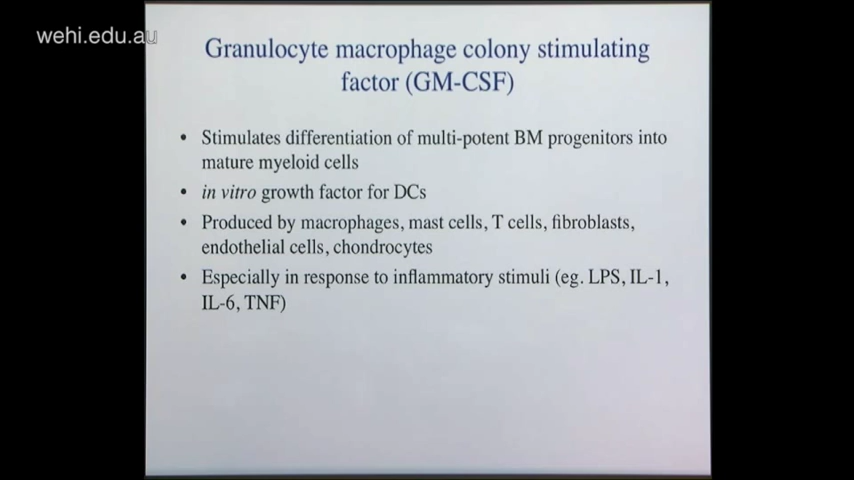 wehi.edu.au
Granulocyte macrophage colony stimulating
factor (GM-CSF)
• Stimulates differentiation of multi-potent BM progenitors into
mature myeloid cells
• in vitro growth factor for DCs
• Produced by macrophages, mast cells, T cells, fibroblasts,
endothelial cells, chondrocytes
• Especially in response to inflammatory stimuli (eg. LPS, IL-1,
IL-6, TNF)